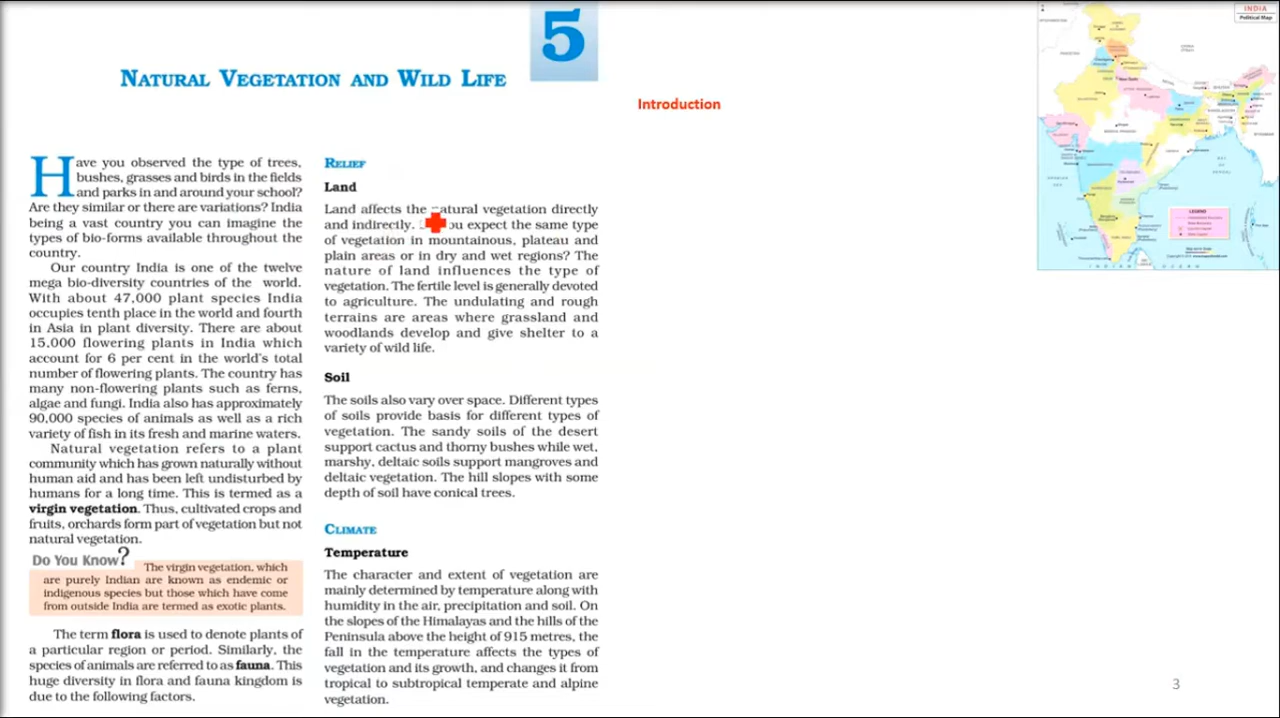 5
NATURAL VEGETATION AND WILD LIFE
Have you observed the type of trees,
bushes, grasses and birds in the fields
and parks in and around your school?
Are they similar or there are variations? India
being a vast country you can imagine the
types of bio-forms available throughout the
country.
Our country India is one of the twelve
mega bio-diversity countries of the world.
With about 47,000 plant species India
occupies tenth place in the world and fourth
in Asia in plant diversity. There are about
15,000 flowering plants in India which
account for 6 per cent in the world's total
number of flowering plants. The country has
many non-flowering plants such as ferns,
algae and fungi. India also has approximately
90,000 species of animals as well as a rich
variety of fish in its fresh and marine waters.
Natural vegetation refers to a plant
community which has grown naturally without
human aid and has been left undisturbed by
humans for a long time. This is termed as a
virgin vegetation. Thus, cultivated crops and
fruits, orchards form part of vegetation but not
natural vegetation.
Do You Know?
The virgin vegetation, which
are purely Indian are known as endemic or
indigenous species but those which have come
from outside India are termed as exotic plants.
The term flora is used to denote plants of
a particular region or period. Similarly, the
species of animals are referred to as fauna. This
huge diversity in flora and fauna kingdom is
due to the following factors.
RELIEF
Land
Land affects the natural vegetation directly
and indirectly. you expect the same type
of vegetation in mountainous, plateau and
plain areas or in dry and wet regions? The
nature of land influences the type of
vegetation. The fertile level is generally devoted
to agriculture. The undulating and rough
terrains are areas where grassland and
woodlands develop and give shelter to a
variety of wild life.
Soil
The soils also vary over space. Different types
of soils provide basis for different types of
vegetation. The sandy soils of the desert
support cactus and thorny bushes while wet,
marshy, deltaic soils support mangroves and
deltaic vegetation. The hill slopes with some
depth of soil have conical trees.
CLIMATE
Temperature
The character and extent of vegetation are
mainly determined by temperature along with
humidity in the air, precipitation and soil. On
the slopes of the Himalayas and the hills of the
Peninsula above the height of 915 metres, the
fall in the temperature affects the types of
vegetation and its growth, and changes it from
tropical to subtropical temperate and alpine
vegetation.
Introduction
INDIA
Political Map
LEGEND
INDIAN OCEAN
3